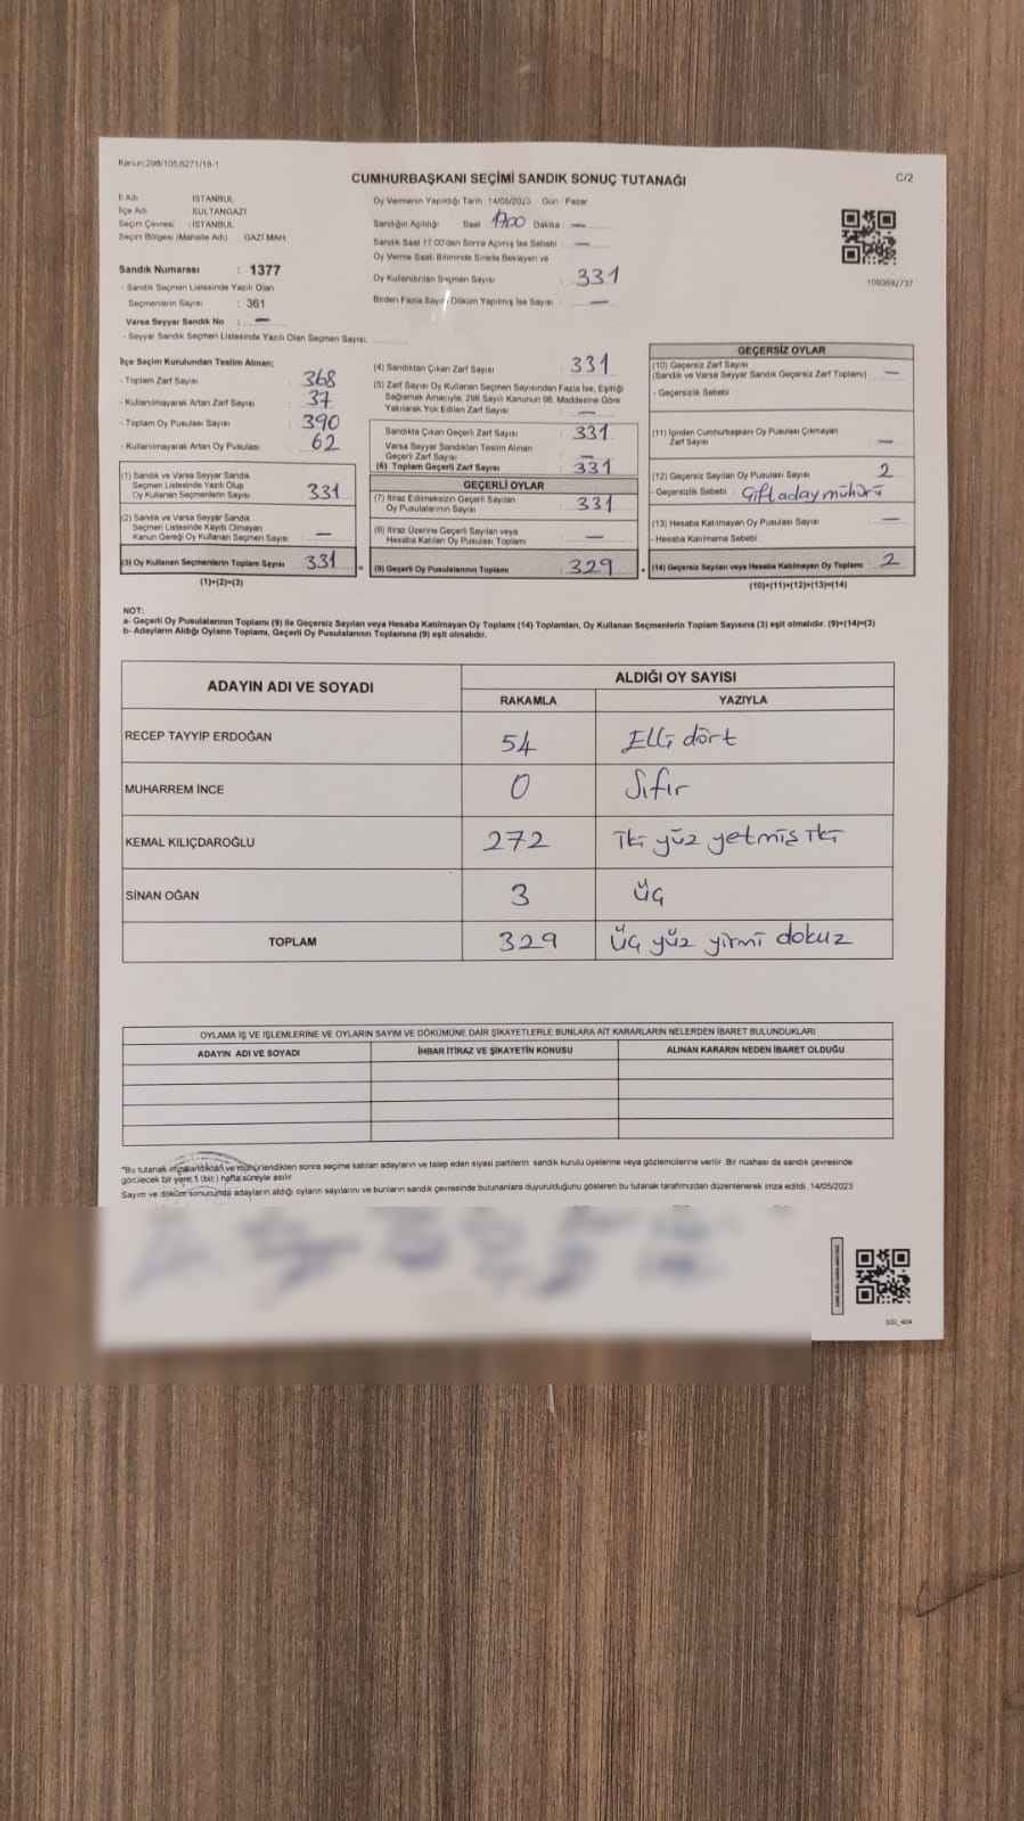 Kanun:298/105,6271/18-1
CUMHURBAŞKANI SEÇİMİ SANDIK SONUÇ TUTANAĞI
C/2
İl Adı : İSTANBUL
İlçe Adı : SULTANGAZİ
Seçim Çevresi : İSTANBUL
Seçim Bölgesi (Mahalle Adı) : GAZİ MAH.
Sandık Numarası : 1377
- Sandık Seçmen Listesinde Yazılı Olan
Seçmenlerin Sayısı : 361
Varsa Seyyar Sandık No : —
- Seyyar Sandık Seçmen Listesinde Yazılı Olan Seçmen Sayısı:
Oy Vermenin Yapıldığı Tarih :14/05/2023 Gün : Pazar
Sandığın Açıldığı Saat 1700 Dakika : —
Sandık Saat 17:00'den Sonra Açılmış İse Sebebi : —
Oy Verme Saati Bitiminde Sırada Bekleyen ve
Oy Kullandırılan Seçmen Sayısı : 331
Birden Fazla Sayım Döküm Yapılmış İse Sayısı : —
İlçe Seçim Kurulundan Teslim Alınan;
- Toplam Zarf Sayısı : 368
- Kullanılmayarak Artan Zarf Sayısı : 37
- Toplam Oy Pusulası Sayısı : 390
- Kullanılmayarak Artan Oy Pusulası : 62
(1) Sandık ve Varsa Seyyar Sandık
Seçmen Listesinde Yazılı Olup
Oy Kullanan Seçmenlerin Sayısı : 331
(2) Sandık ve Varsa Seyyar Sandık
Seçmen Listesinde Kayıtlı Olmayan
Kanun Gereği Oy Kullanan Seçmen Sayısı: —
(3) Oy Kullanan Seçmenlerin Toplam Sayısı : 331
(1)+(2)=(3)
(4) Sandıktan Çıkan Zarf Sayısı : 331
(5) Zarf Sayısı Oy Kullanan Seçmen Sayısından Fazla İse, Eşitliği
Sağlamak Amacıyla, 298 Sayılı Kanunun 98. Maddesine Göre
Yakılarak Yok Edilen Zarf Sayısı : —
Sandıkta Çıkan Geçerli Zarf Sayısı : 331
Varsa Seyyar Sandıktan Teslim Alınan
Geçerli Zarf Sayısı : —
(6) Toplam Geçerli Zarf Sayısı : 331
GEÇERLİ OYLAR
(7) İtiraz Edilmeksizin Geçerli Sayılan
Oy Pusulalarının Sayısı : 331
(8) İtiraz Üzerine Geçerli Sayılan veya
Hesaba Katılan Oy Pusulası Toplamı : —
(9) Geçerli Oy Pusulalarının Toplamı : 329
GEÇERSİZ OYLAR
(10) Geçersiz Zarf Sayısı
(Sandık ve Varsa Seyyar Sandık Geçersiz Zarf Toplamı) : —
- Geçersizlik Sebebi
(11) İçinden Cumhurbaşkanı Oy Pusulası Çıkmayan
Zarf Sayısı : —
(12) Geçersiz Sayılan Oy Pusulası Sayısı : 2
- Geçersizlik Sebebi : Çift aday mühürü
(13) Hesaba Katılmayan Oy Pusulası Sayısı : —
- Hesaba Katılmama Sebebi
(14) Geçersiz Sayılan veya Hesaba Katılmayan Oy Toplamı : 2
(10)+(11)+(12)+(13)=(14)
NOT:
a- Geçerli Oy Pusulalarının Toplamı (9) ile Geçersiz Sayılan veya Hesaba Katılmayan Oy Toplamı (14) Toplamları, Oy Kullanan Seçmenlerin Toplam Sayısına (3) eşit olmalıdır. (9)+(14)=(3)
b- Adayların Aldığı Oyların Toplamı, Geçerli Oy Pusulalarının Toplamına (9) eşit olmalıdır.
ADAYIN ADI VE SOYADI ALDIĞI OY SAYISI
RAKAMLA YAZIYLA
RECEP TAYYİP ERDOĞAN 54 Elli dört
MUHARREM İNCE 0 Sıfır
KEMAL KILIÇDAROĞLU 272 iki yüz yetmiş iki
SİNAN OĞAN 3 üç
TOPLAM 329 üç yüz yirmi dokuz
OYLAMA İŞ VE İŞLEMLERİNE VE OYLARIN SAYIM VE DÖKÜMÜNE DAİR ŞİKAYETLERLE BUNLARA AİT KARARLARIN NELERDEN İBARET BULUNDUKLARI
ADAYIN ADI VE SOYADI İHBAR İTİRAZ VE ŞİKAYETİN KONUSU ALINAN KARARIN NEDEN İBARET OLDUĞU
*Bu tutanak imzalandıktan ve mühürlendikten sonra seçime katılan adayların ve talep eden siyasi partilerin sandık kurulu üyelerine veya gözlemcilerine verilir. Bir nüshası da sandık çevresinde
görülecek bir yere 1 (bir) hafta süreyle asılır.
Sayım ve döküm sonucunda adayların aldığı oyların sayılarını ve bunların sandık çevresinde bulunanlara duyurulduğunu gösteren bu tutanak tarafımızdan düzenlenerek imza edildi. 14/05/2023